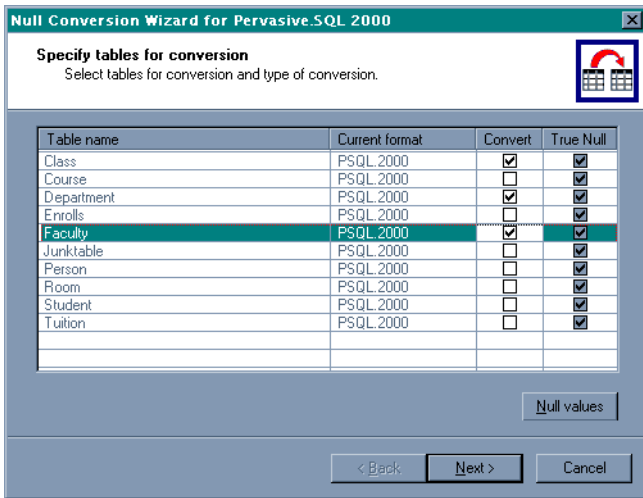 Null Conversion Wizard for Pervasive.SQL 2000
Specify tables for conversion
Select tables for conversion and type of conversion.
Table name Current format Convert True Null
Class PSQL.2000
Course PSQL.2000
Department PSQL.2000
Enrolls PSQL.2000
Faculty PSQL.2000
Junktable PSQL.2000
Person PSQL.2000
Room PSQL.2000
Student PSQL.2000
Tuition PSQL.2000
Null values
< Back Next > Cancel